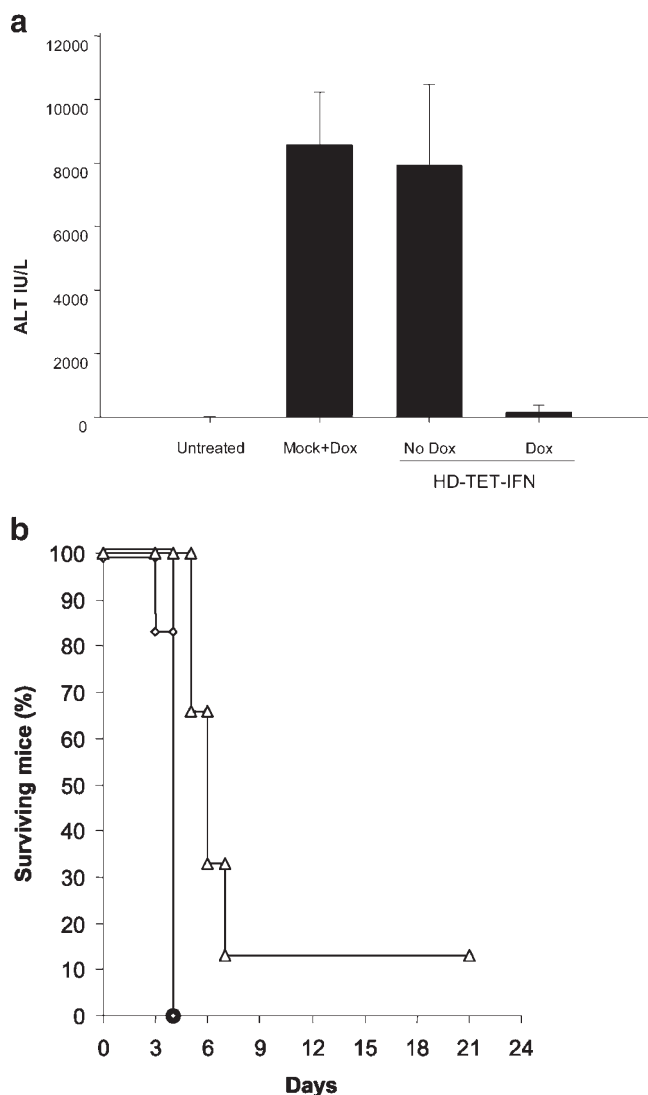 a
12000
10000
8000
6000
4000
2000
0
ALT IU/L
Untreated Mock+Dox No Dox Dox
HD-TET-IFN
b
100
90
80
70
60
50
40
30
20
10
0
Surviving mice (%)
0 3 6 9 12 15 18 21 24
Days